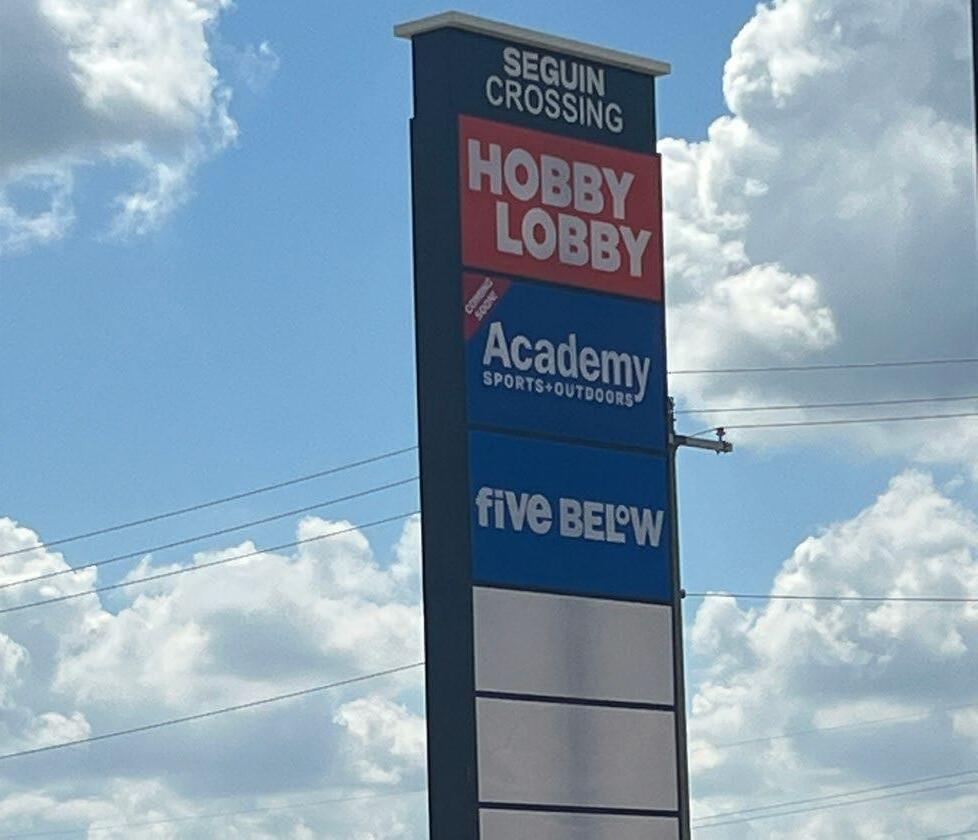 SEGUIN
CROSSING
HOBBY
LOBBY
COMING
SOON!
Academy
SPORTS+OUTDOORS
five BELOW